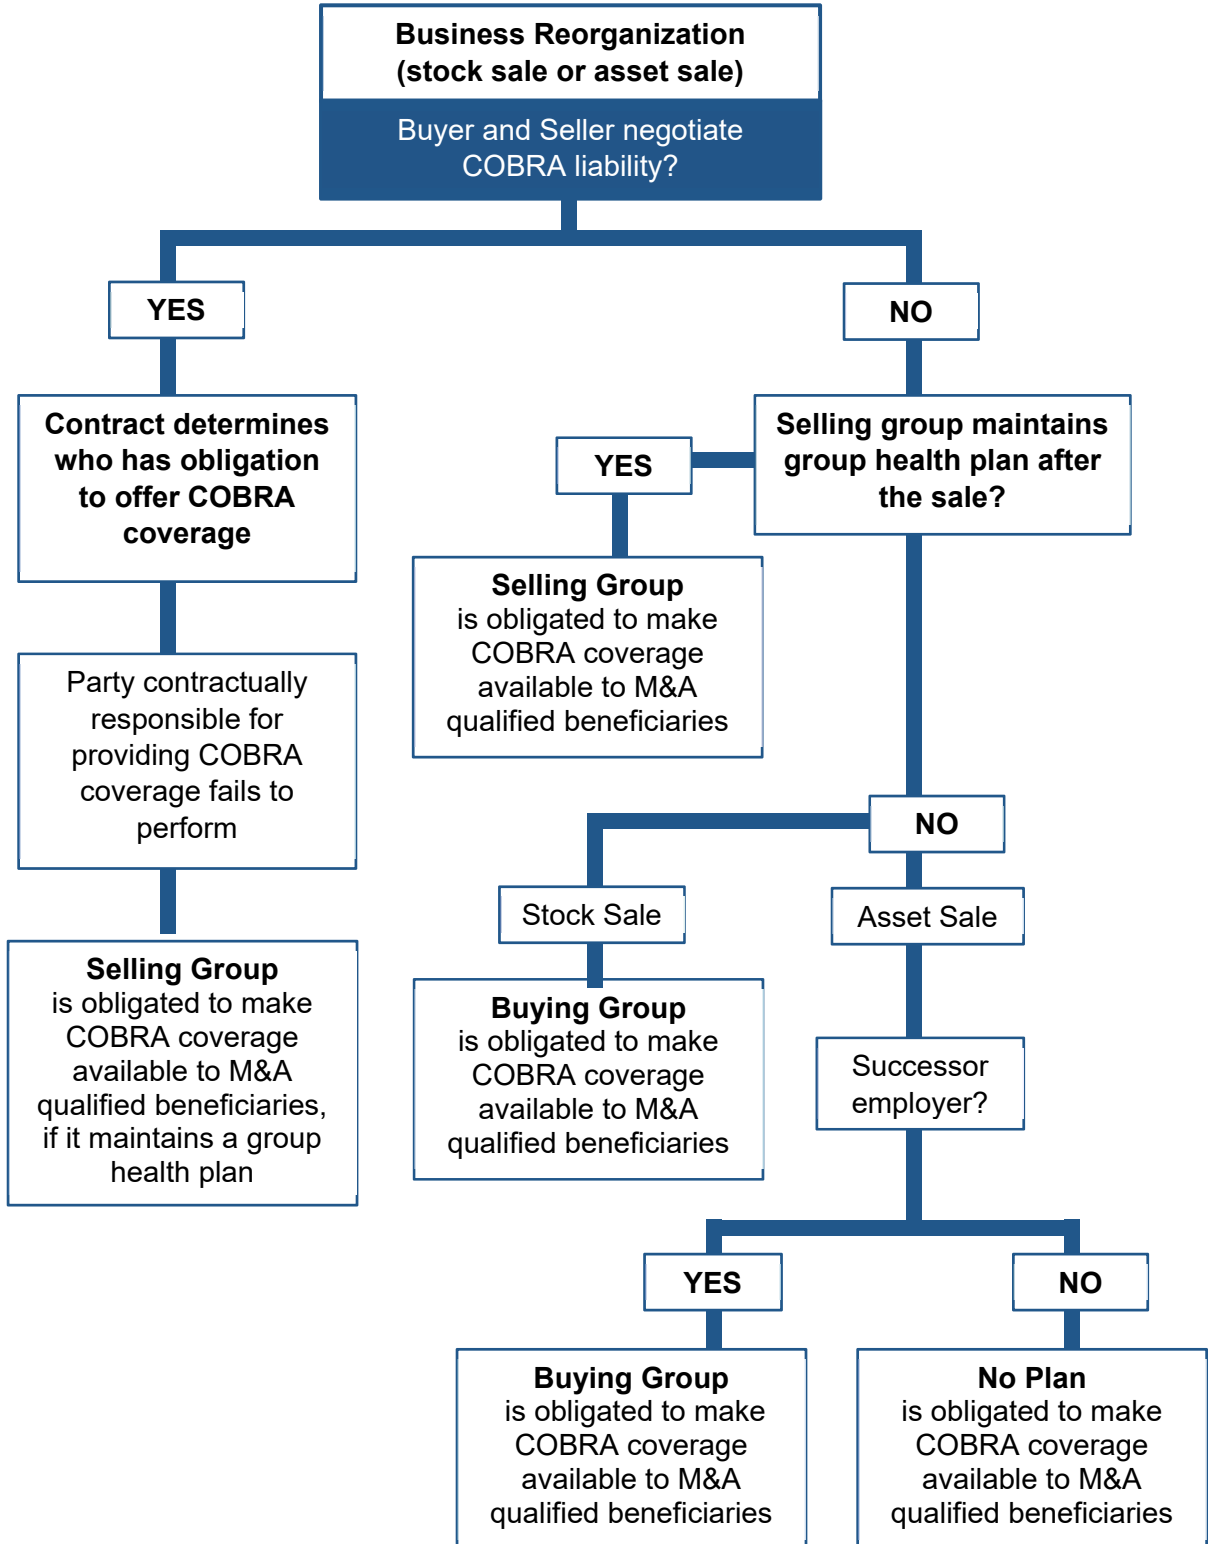 Business Reorganization
(stock sale or asset sale)
Buyer and Seller negotiate
COBRA liability?
YES
NO
Contract determines
who has obligation
to offer COBRA
coverage
Selling group maintains
group health plan after
the sale?
YES
Selling Group
is obligated to make
COBRA coverage
available to M&A
qualified beneficiaries
Party contractually
responsible for
providing COBRA
coverage fails to
perform
NO
Stock Sale
Asset Sale
Selling Group
is obligated to make
COBRA coverage
available to M&A
qualified beneficiaries,
if it maintains a group
health plan
Buying Group
is obligated to make
COBRA coverage
available to M&A
qualified beneficiaries
Successor
employer?
YES
NO
Buying Group
is obligated to make
COBRA coverage
available to M&A
qualified beneficiaries
No Plan
is obligated to make
COBRA coverage
available to M&A
qualified beneficiaries